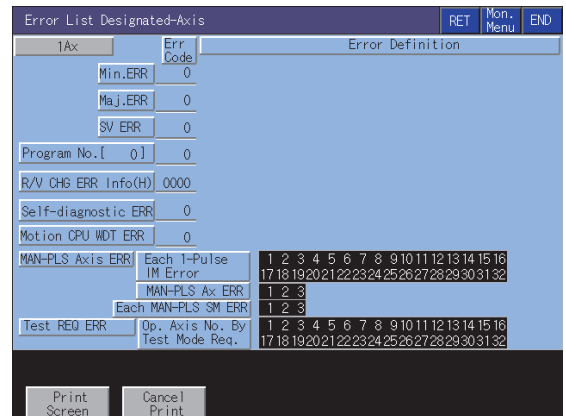 Error List Designated-Axis RET Mon. Menu END
1Ax Err Code Error Definition
Min.ERR 0
Maj.ERR 0
SV ERR 0
Program No.[ 0] 0
R/V CHG ERR Info(H) 0000
Self-diagnostic ERR 0
Motion CPU WDT ERR 0
MAN-PLS Axis ERR Each 1-Pulse IM Error 1 2 3 4 5 6 7 8 9 10 11 12 13 14 15 16
17 18 19 20 21 22 23 24 25 26 27 28 29 30 31 32
MAN-PLS Ax ERR 1 2 3
Each MAN-PLS SM ERR 1 2 3
Test REQ ERR Op. Axis No. By Test Mode Req. 1 2 3 4 5 6 7 8 9 10 11 12 13 14 15 16
17 18 19 20 21 22 23 24 25 26 27 28 29 30 31 32
Print Screen Cancel Print